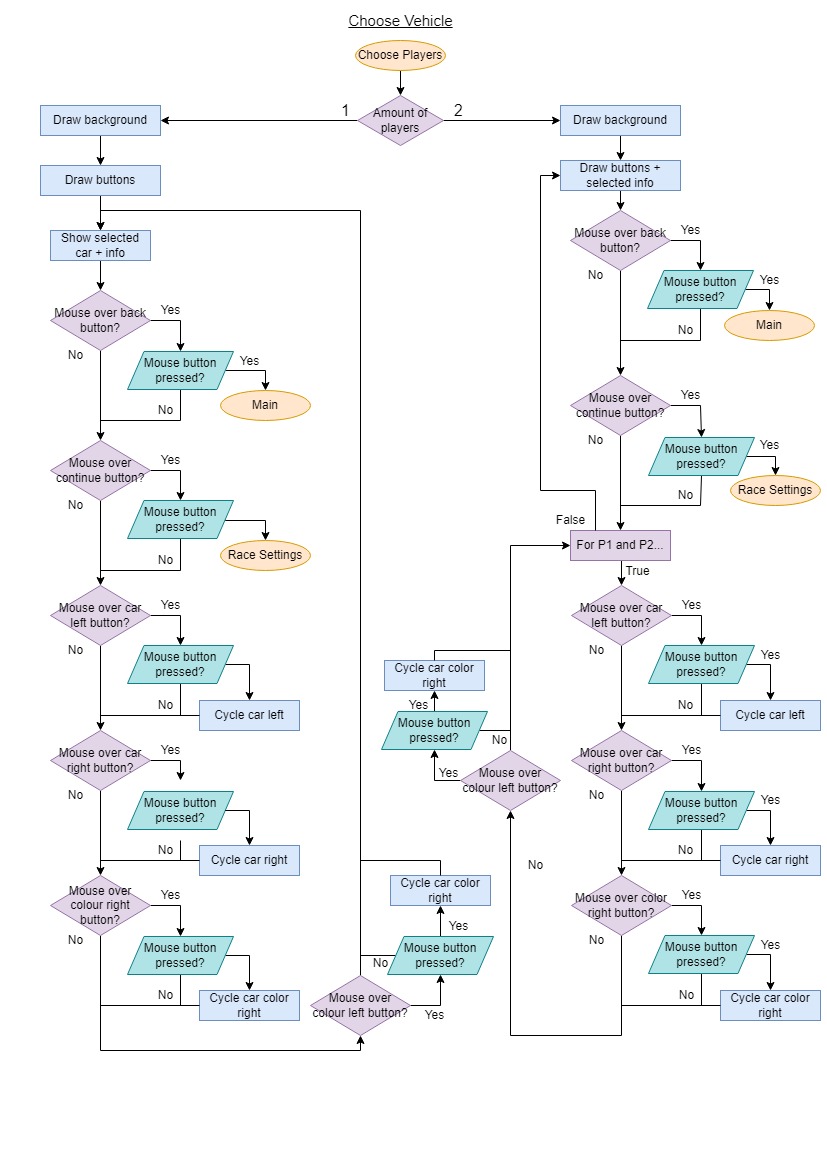 Choose Vehicle
Choose Players
Amount of
players
1
2
Draw background
Draw buttons
Show selected
car + info
Mouse over back
button?
Yes
No
Mouse button
pressed?
Yes
No
Main
Mouse over
continue button?
Yes
No
Mouse button
pressed?
No
Race Settings
Mouse over car
left button?
Yes
No
Mouse button
pressed?
No
Cycle car left
Mouse over car
right button?
Yes
No
Mouse button
pressed?
No
Cycle car right
Mouse over
colour right
button?
Yes
No
Mouse button
pressed?
No
Cycle car color
right
Mouse over
colour left button?
Yes
Mouse button
pressed?
No
Yes
Cycle car color
right
Draw background
Draw buttons +
selected info
Mouse over back
button?
Yes
No
Mouse button
pressed?
Yes
No
Main
Mouse over
continue button?
Yes
No
Mouse button
pressed?
Yes
No
Race Settings
False
For P1 and P2...
True
Mouse over car
left button?
Yes
No
Mouse button
pressed?
Yes
No
Cycle car left
Mouse over car
right button?
Yes
No
Mouse button
pressed?
Yes
No
Cycle car right
Mouse over color
right button?
Yes
No
Mouse button
pressed?
Yes
No
Cycle car color
right
No
Mouse over
colour left button?
Yes
Mouse button
pressed?
No
Yes
Cycle car color
right